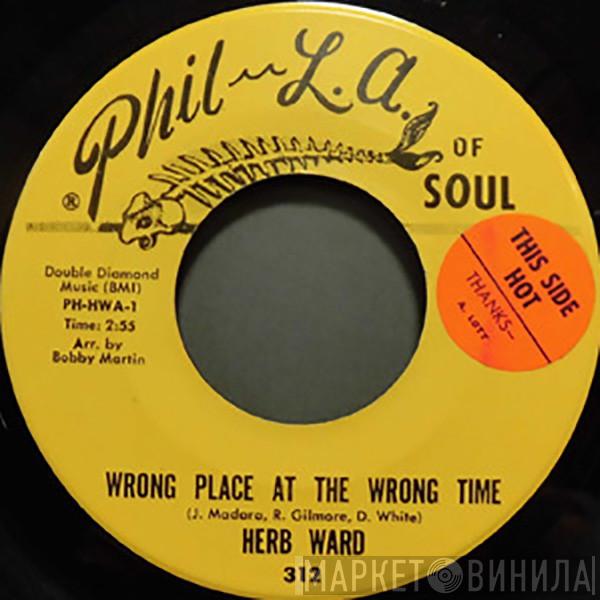 Phil-L.A.
OF
SOUL
®
Double Diamond
Music (BMI)
PH-HWA-1
Time: 2:55
Arr. by
Bobby Martin
THIS SIDE
HOT
THANKS—
A. LOTT
WRONG PLACE AT THE WRONG TIME
(J. Madara, R. Gilmore, D. White)
HERB WARD
312
МАРКЕТ ВИНИЛА